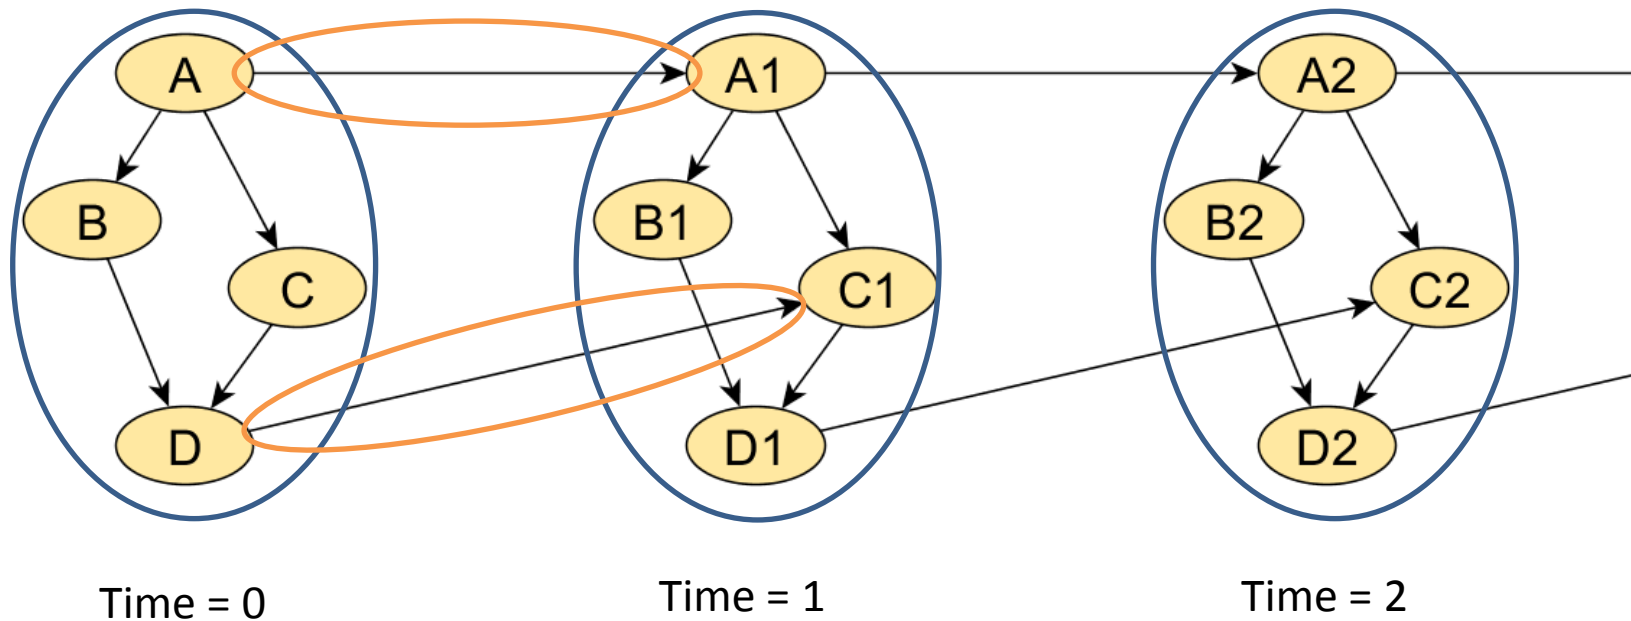 A A1 A2
B B1 B2
C C1 C2
D D1 D2
Time = 0 Time = 1 Time = 2